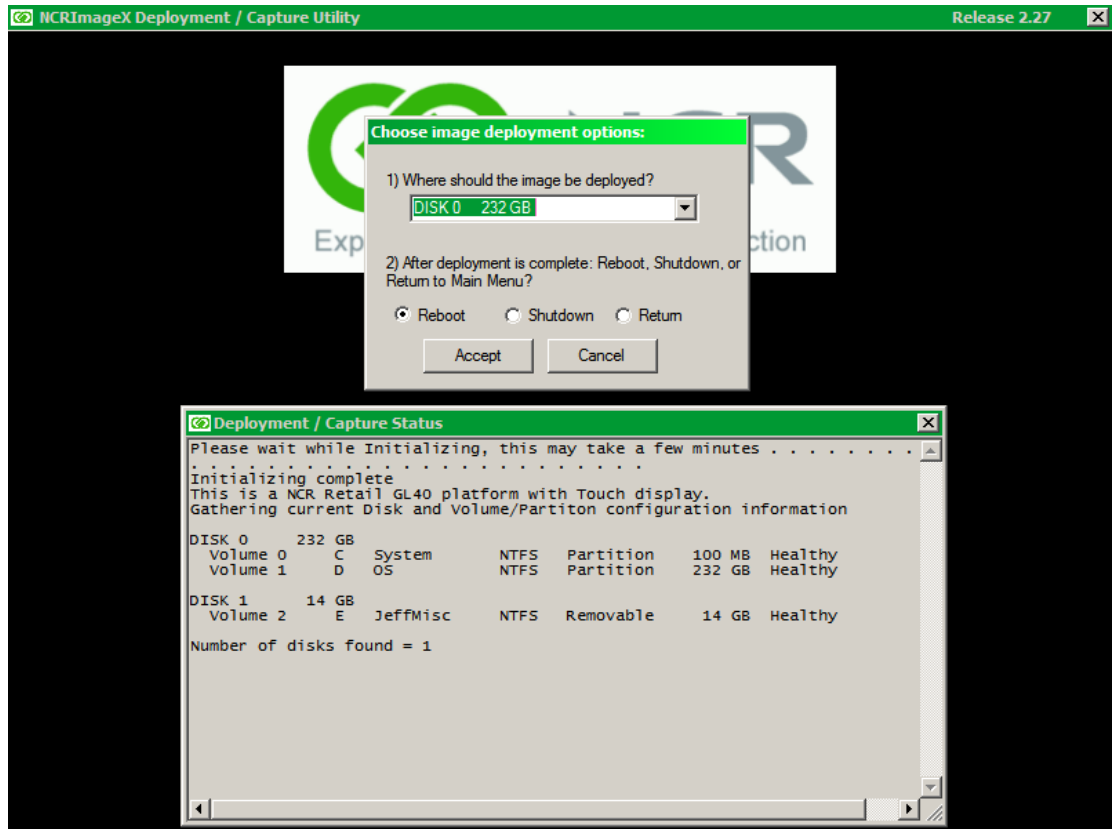 NCRImageX Deployment / Capture Utility Release 2.27
Choose image deployment options:
1) Where should the image be deployed?
DISK 0 232 GB
2) After deployment is complete: Reboot, Shutdown, or
Return to Main Menu?
Reboot Shutdown Return
Accept Cancel
Deployment / Capture Status
Please wait while Initializing, this may take a few minutes . . . . . . . .
. . . . . . . . . . . . . . . . . . . . . . . .
Initializing complete
This is a NCR Retail GL40 platform with Touch display.
Gathering current Disk and Volume/Partiton configuration information
DISK 0 232 GB
Volume 0 C System NTFS Partition 100 MB Healthy
Volume 1 D OS NTFS Partition 232 GB Healthy
DISK 1 14 GB
Volume 2 E JeffMisc NTFS Removable 14 GB Healthy
Number of disks found = 1